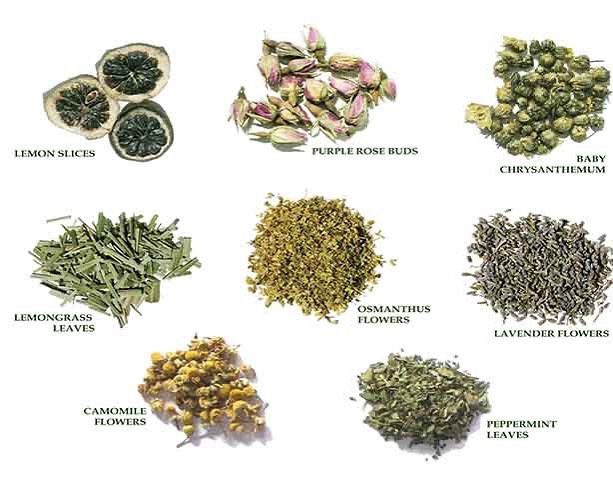 LEMON SLICES
PURPLE ROSE BUDS
BABY
CHRYSANTHEMUM
LEMONGRASS
LEAVES
OSMANTHUS
FLOWERS
LAVENDER FLOWERS
CAMOMILE
FLOWERS
PEPPERMINT
LEAVES